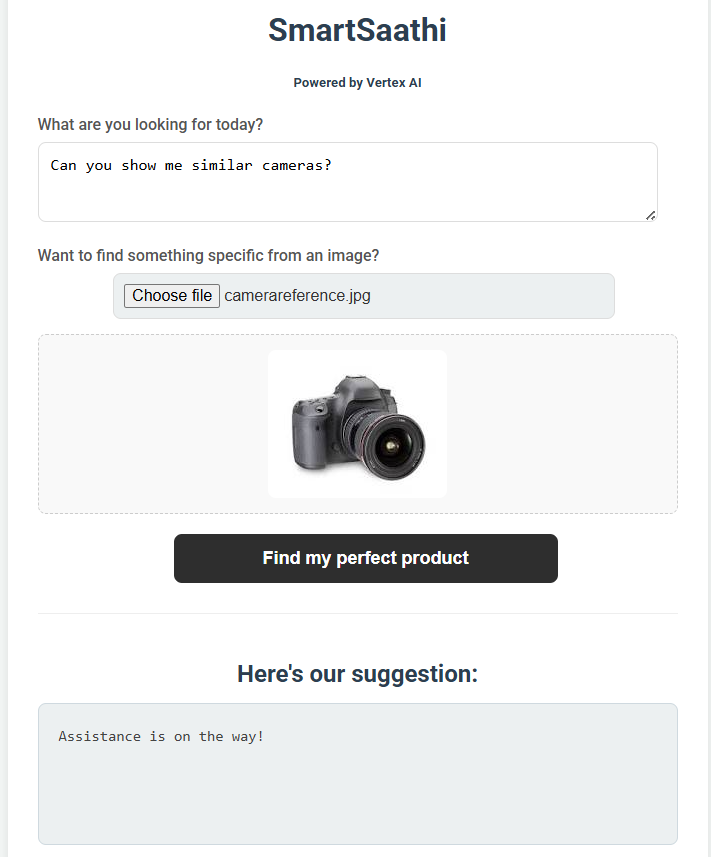 SmartSaathi
Powered by Vertex AI
What are you looking for today?
Can you show me similar cameras?
Want to find something specific from an image?
Choose file camerareference.jpg
Find my perfect product
Here's our suggestion:
Assistance is on the way!